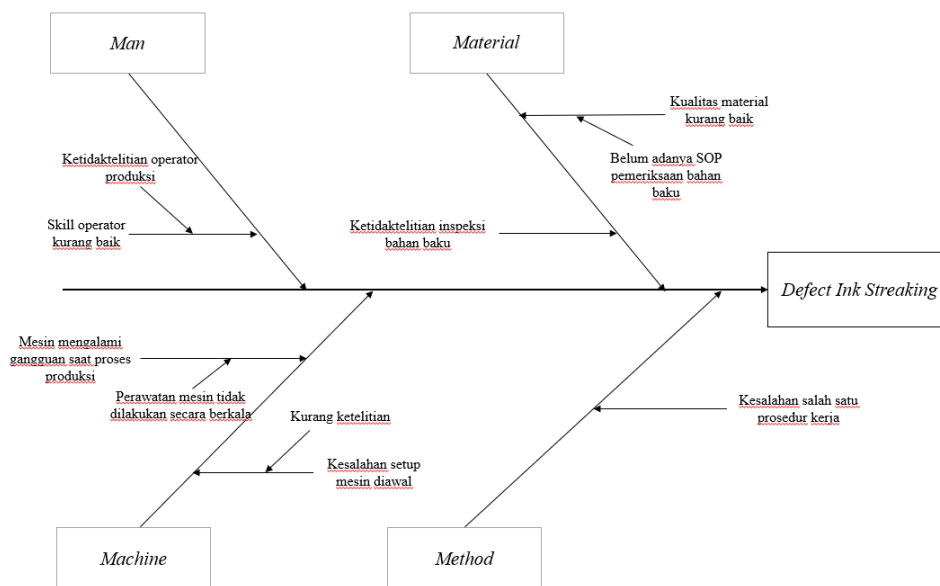 Man
Material
Kualitas material
kurang baik
Ketidaktelitian operator
produksi
Belum adanya SOP
pemeriksaan bahan
baku
Skill operator
kurang baik
Ketidaktelitian inspeksi
bahan baku
Defect Ink Streaking
Mesin mengalami
gangguan saat proses
produksi
Perawatan mesin tidak
dilakukan secara berkala
Kurang ketelitian
Kesalahan salah satu
prosedur kerja
Kesalahan setup
mesin diawal
Machine
Method